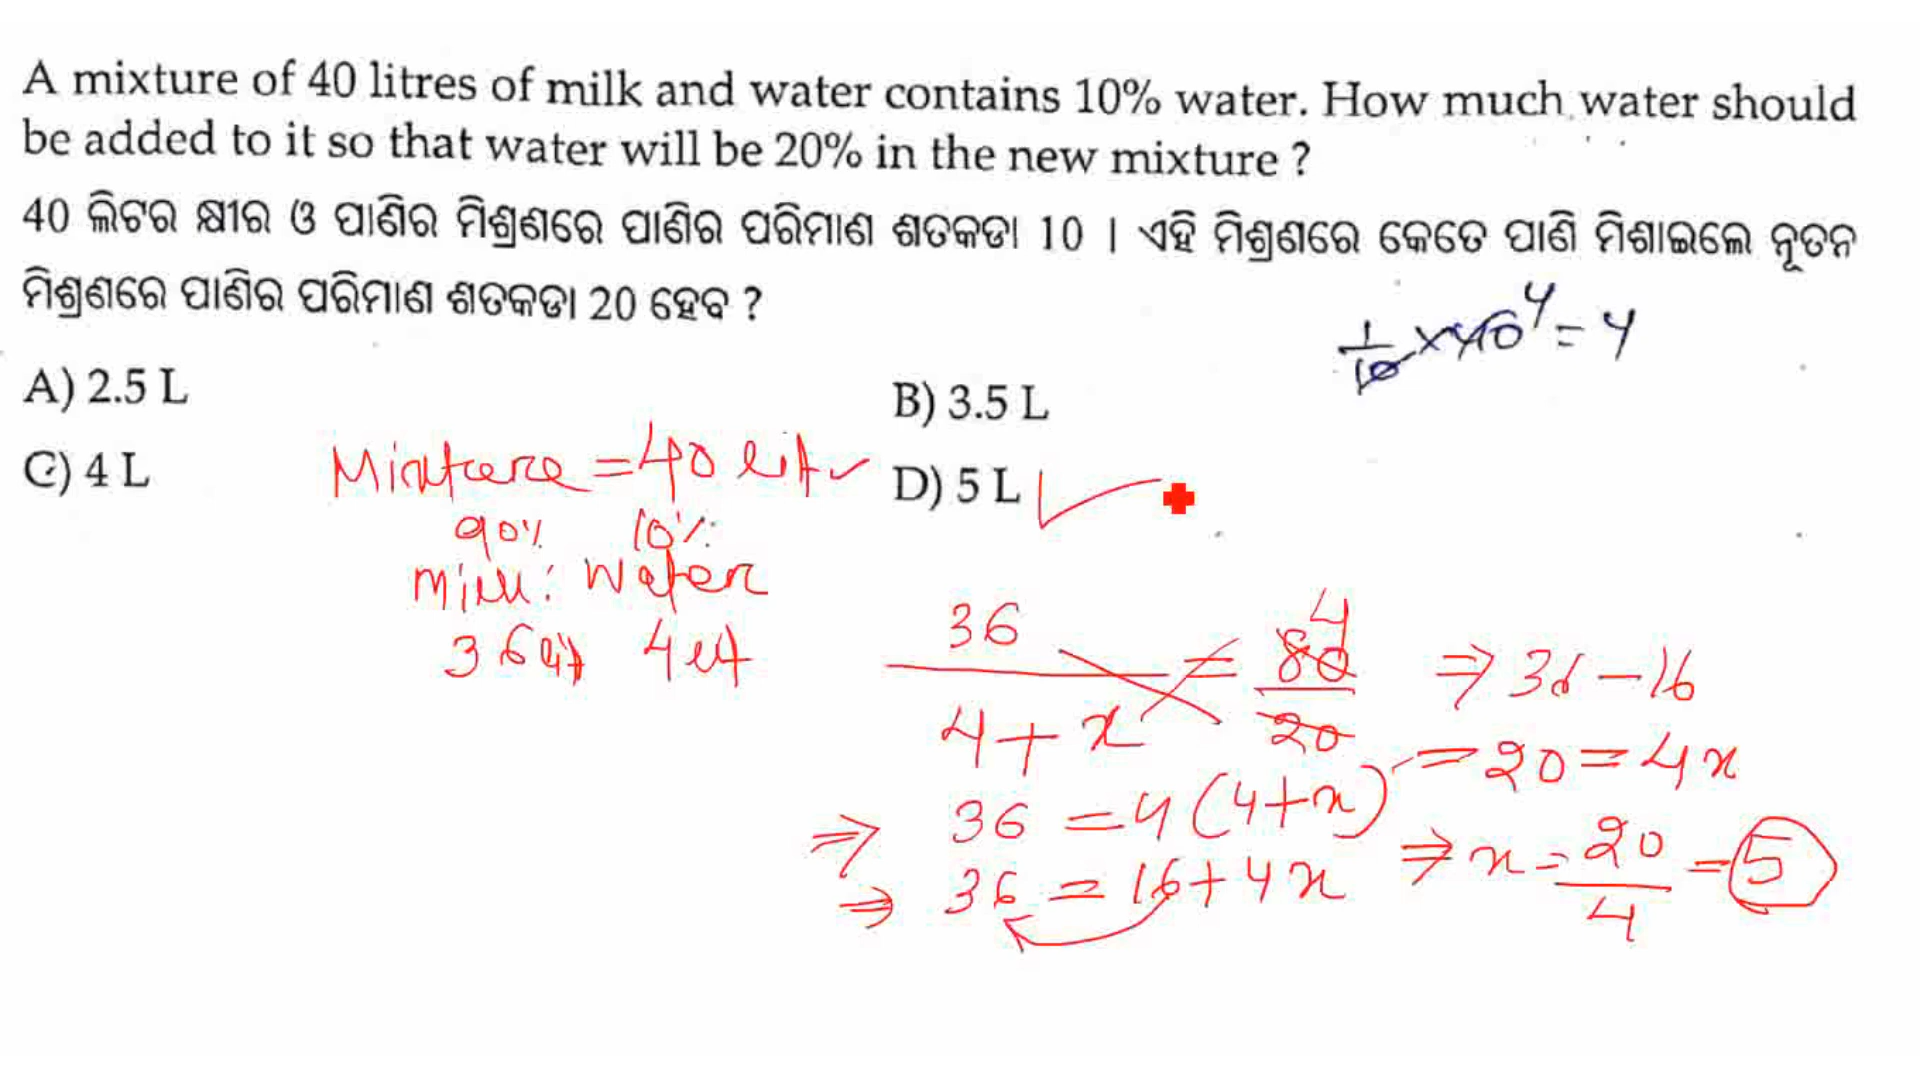 A mixture of 40 litres of milk and water contains 10% water. How much water should
be added to it so that water will be 20% in the new mixture ?
40 ଲିଟର କ୍ଷୀର ଓ ପାଣିର ମିଶ୍ରଣରେ ପାଣିର ପରିମାଣ ଶତକଡା 10 । ଏହି ମିଶ୍ରଣରେ କେତେ ପାଣି ମିଶାଇଲେ ନୂତନ
ମିଶ୍ରଣରେ ପାଣିର ପରିମାଣ ଶତକଡା 20 ହେବ ?
1/10 × 40 4 = 4
A) 2.5 L
B) 3.5 L
C) 4 L
D) 5 L
Mixture = 40 lit
90% 10%
Milk : Water
36 lit 4 lit
36 / 4 + x = 80 / 20 4
⇒ 36 = 4 (4+x)
⇒ 36 = 16 + 4x
⇒ 36 - 16
= 20 = 4x
⇒ x = 20 / 4 = 5